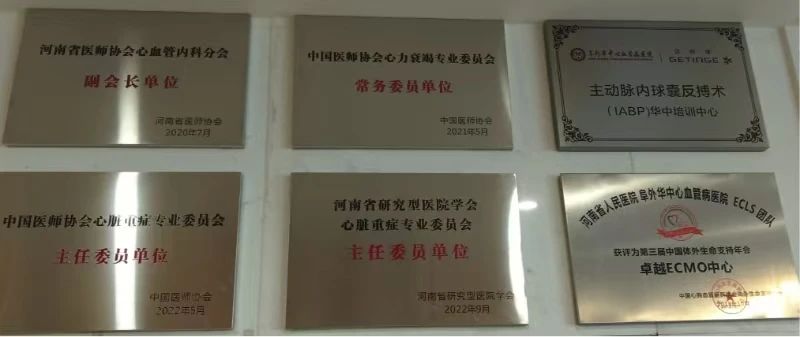 河南省医师协会心血管内科分会
副会长单位
河南省医师协会
2020年7月
中国医师协会心力衰竭专业委员会
常务委员单位
中国医师协会
2021年5月
GETINGE
主动脉内球囊反搏术
（IABP)华中培训中心
中国医师协会心脏重症专业委员会
主任委员单位
中国医师协会
2022年5月
河南省研究型医院学会
心脏重症专业委员会
主任委员单位
河南省研究型医院学会
2022年9月
河南省人民医院 阜外华中心血管病医院 ECLS团队
获评为第三届中国体外生命支持年会
卓越ECMO中心